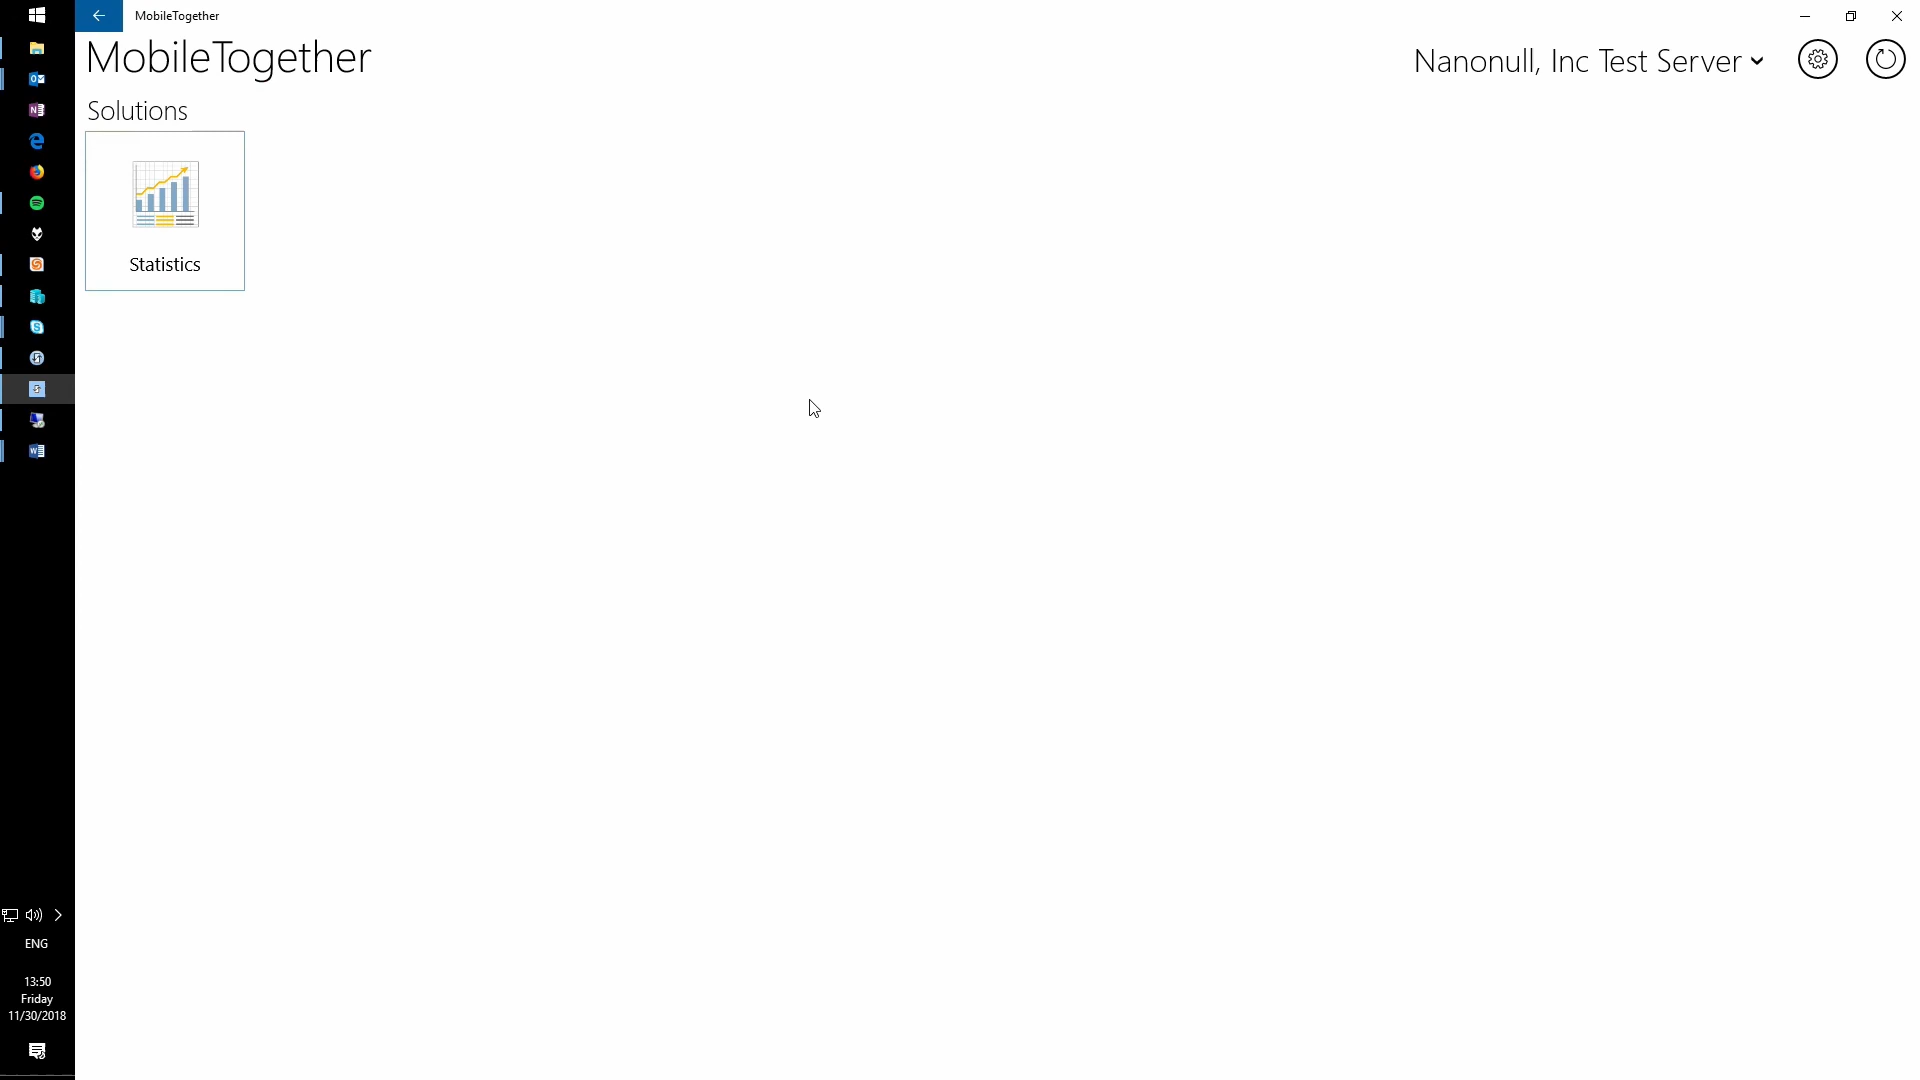 MobileTogether
MobileTogether
Nanonull, Inc Test Server
Solutions
Statistics
ENG
13:50
Friday
11/30/2018